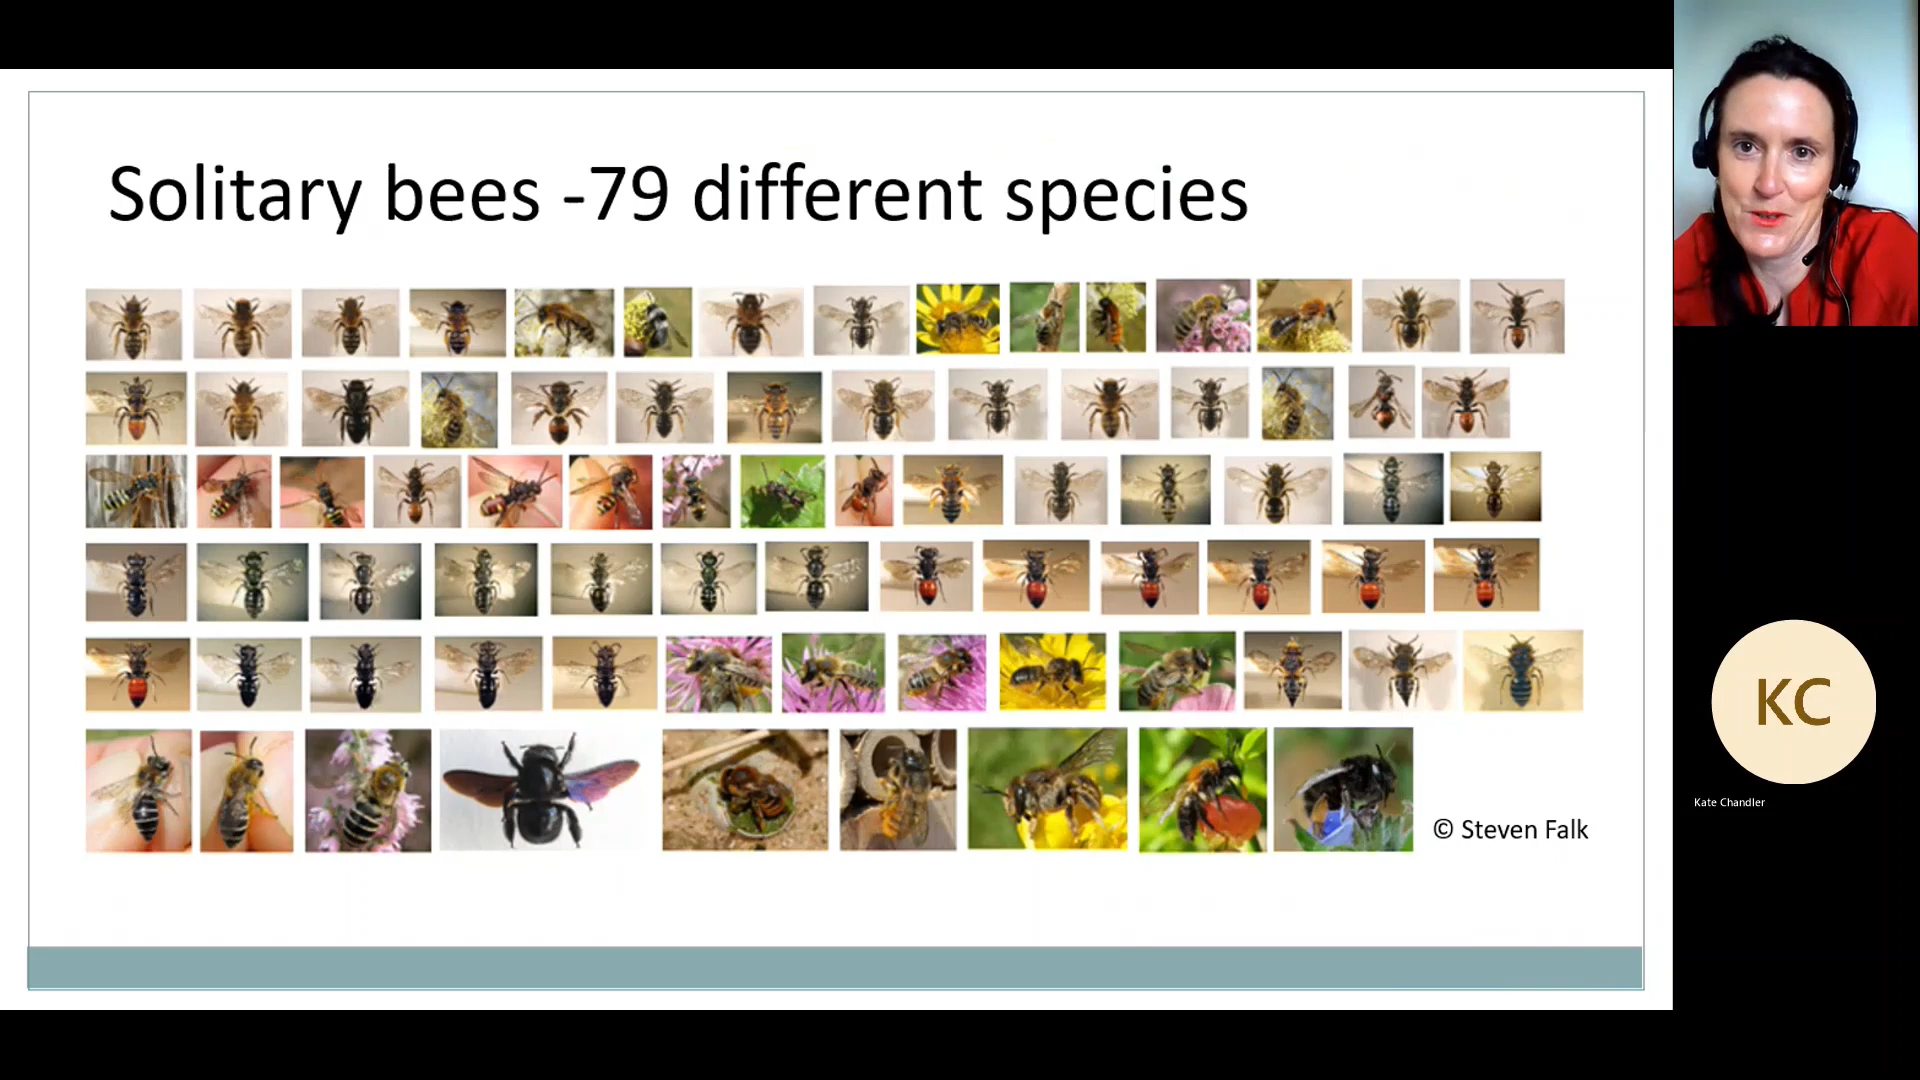 Solitary bees -79 different species
© Steven Falk
KC
Kate Chandler